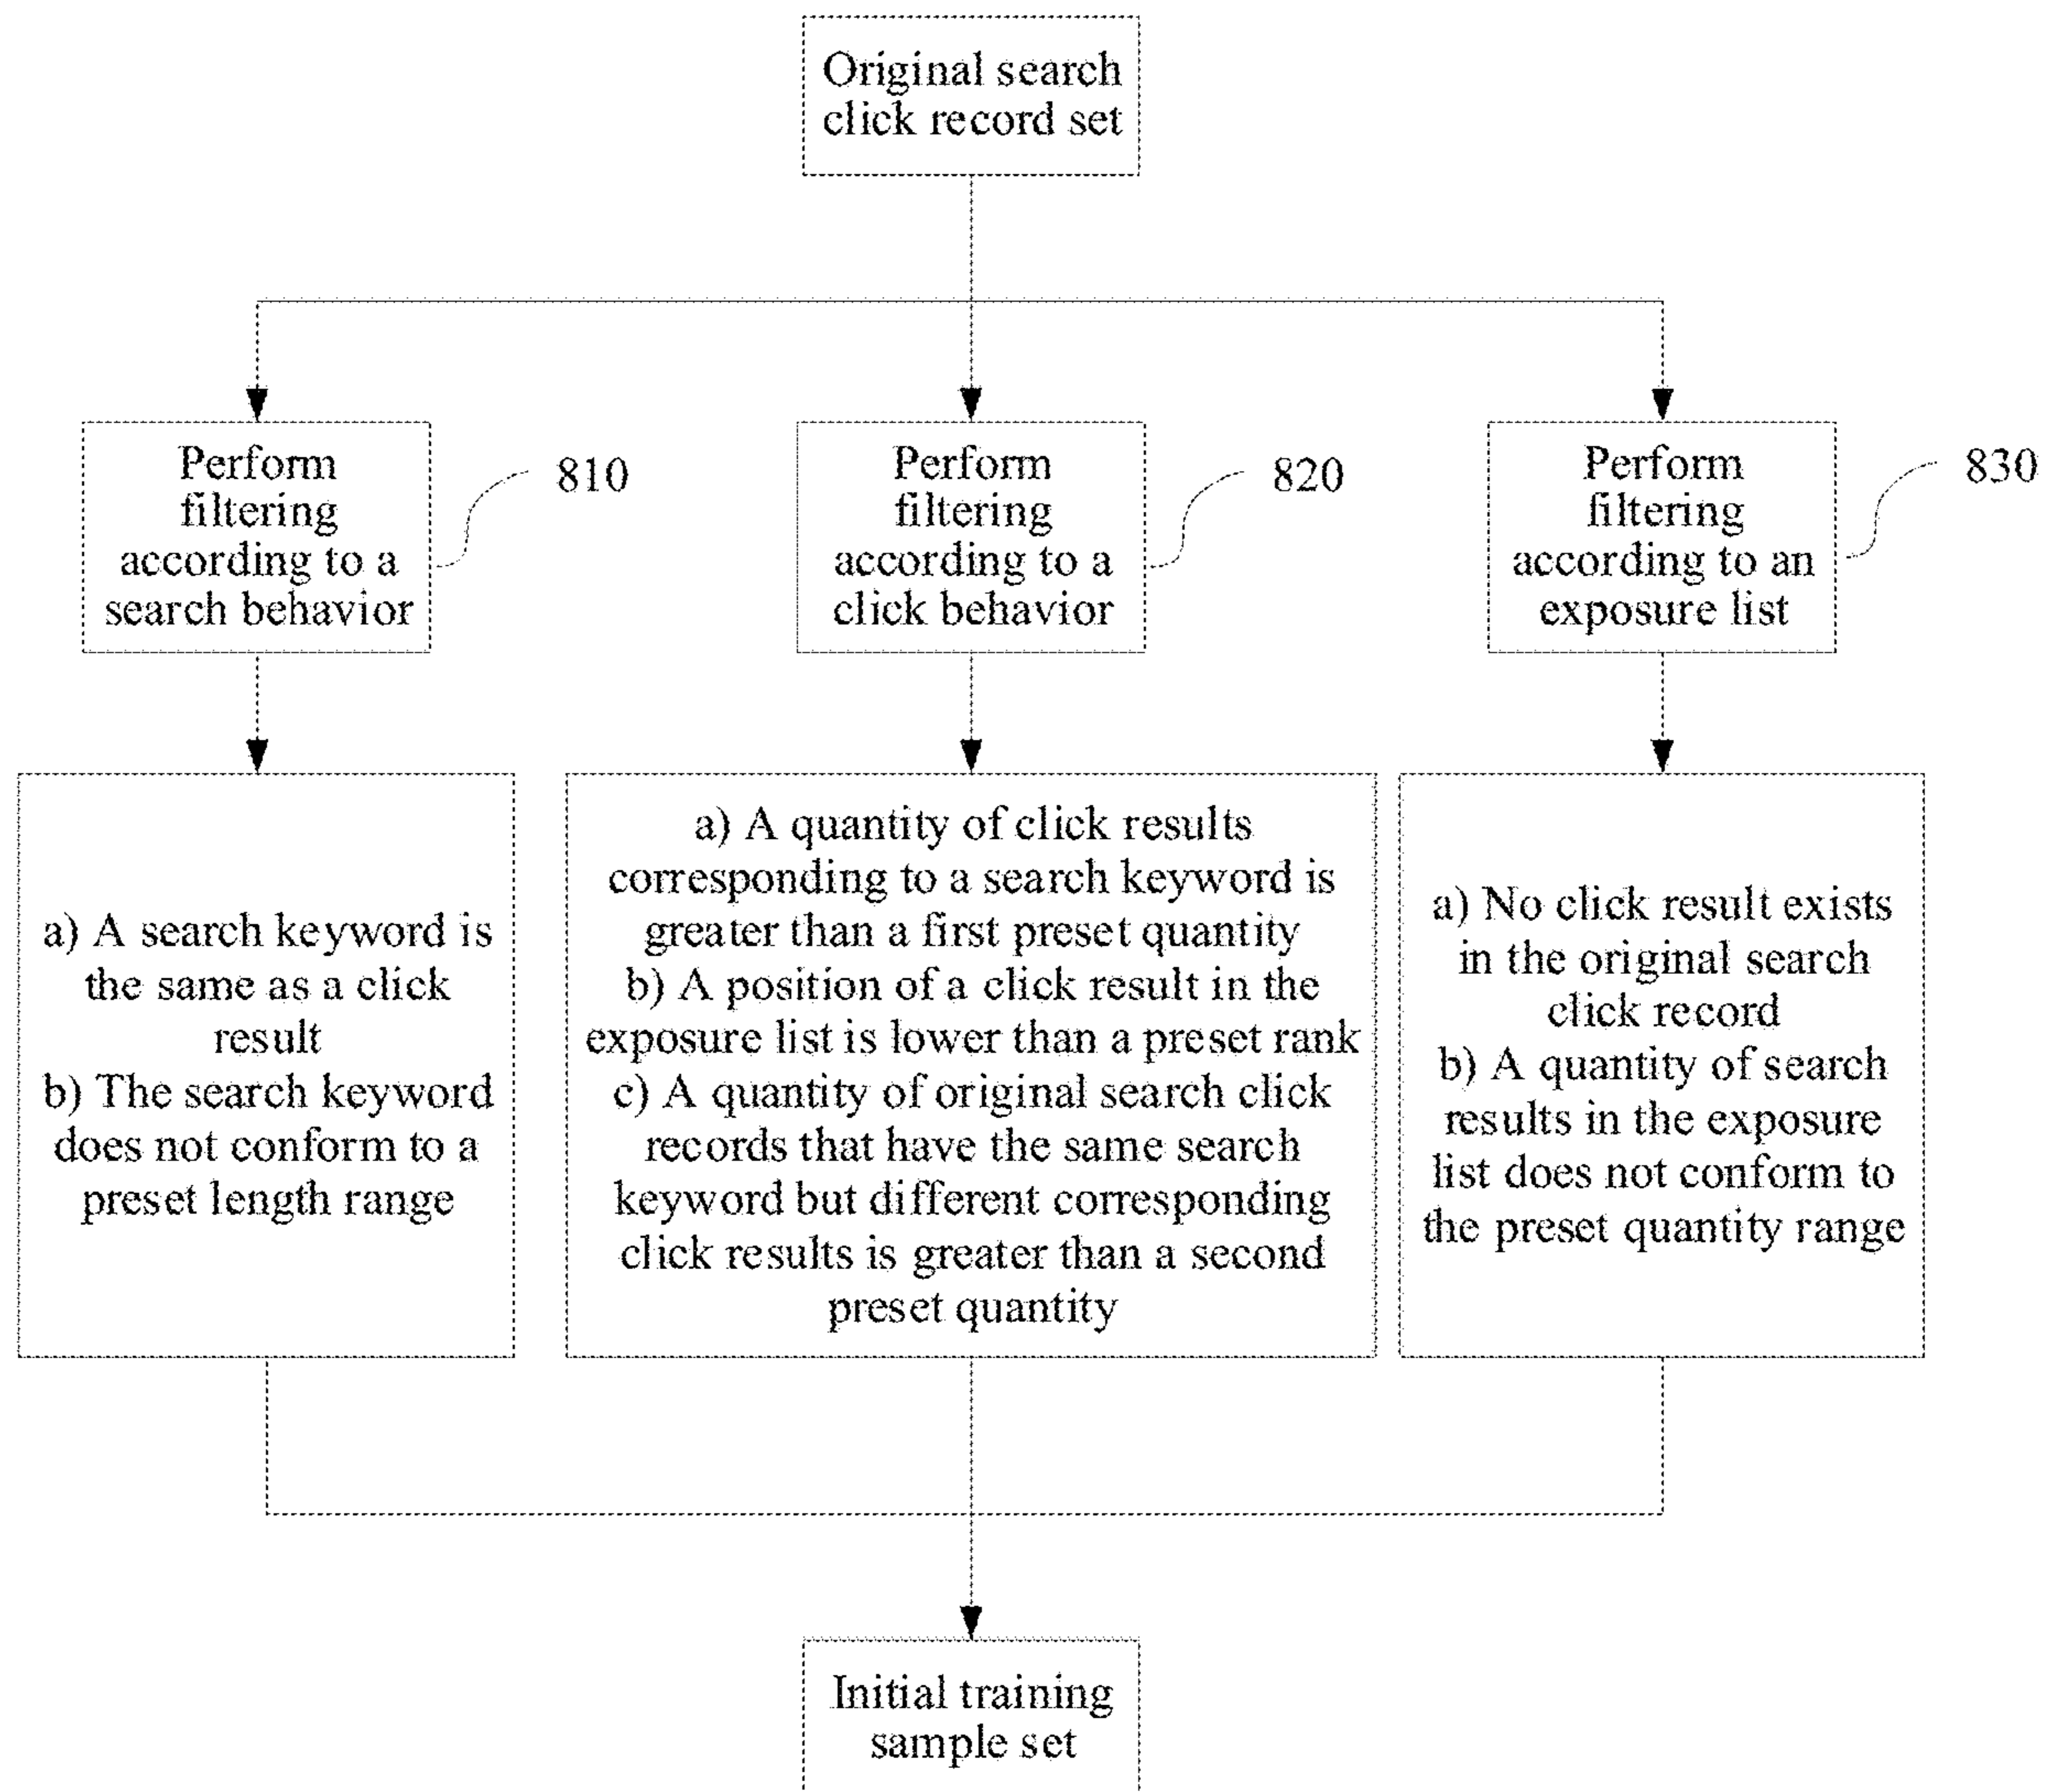 Original search
click record set
Perform
filtering
according to a
search behavior
810
Perform
filtering
according to a
click behavior
820
Perform
filtering
according to an
exposure list
830
a) A search keyword is
the same as a click
result
b) The search keyword
does not conform to a
preset length range
a) A quantity of click results
corresponding to a search keyword is
greater than a first preset quantity
b) A position of a click result in the
exposure list is lower than a preset rank
c) A quantity of original search click
records that have the same search
keyword but different corresponding
click results is greater than a second
preset quantity
a) No click result exists
in the original search
click record
b) A quantity of search
results in the exposure
list does not conform to
the preset quantity range
Initial training
sample set